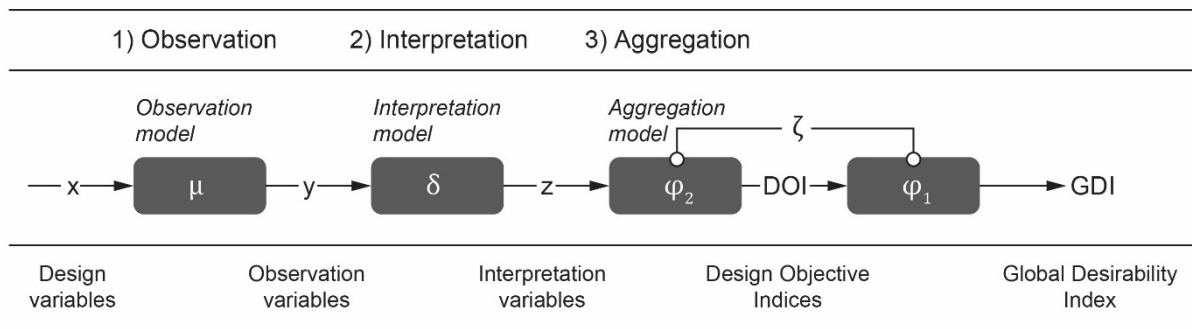 1) Observation 2) Interpretation 3) Aggregation
Observation model
Interpretation model
Aggregation model
ζ
x μ y δ z φ2 DOI φ1 GDI
Design variables
Observation variables
Interpretation variables
Design Objective Indices
Global Desirability Index